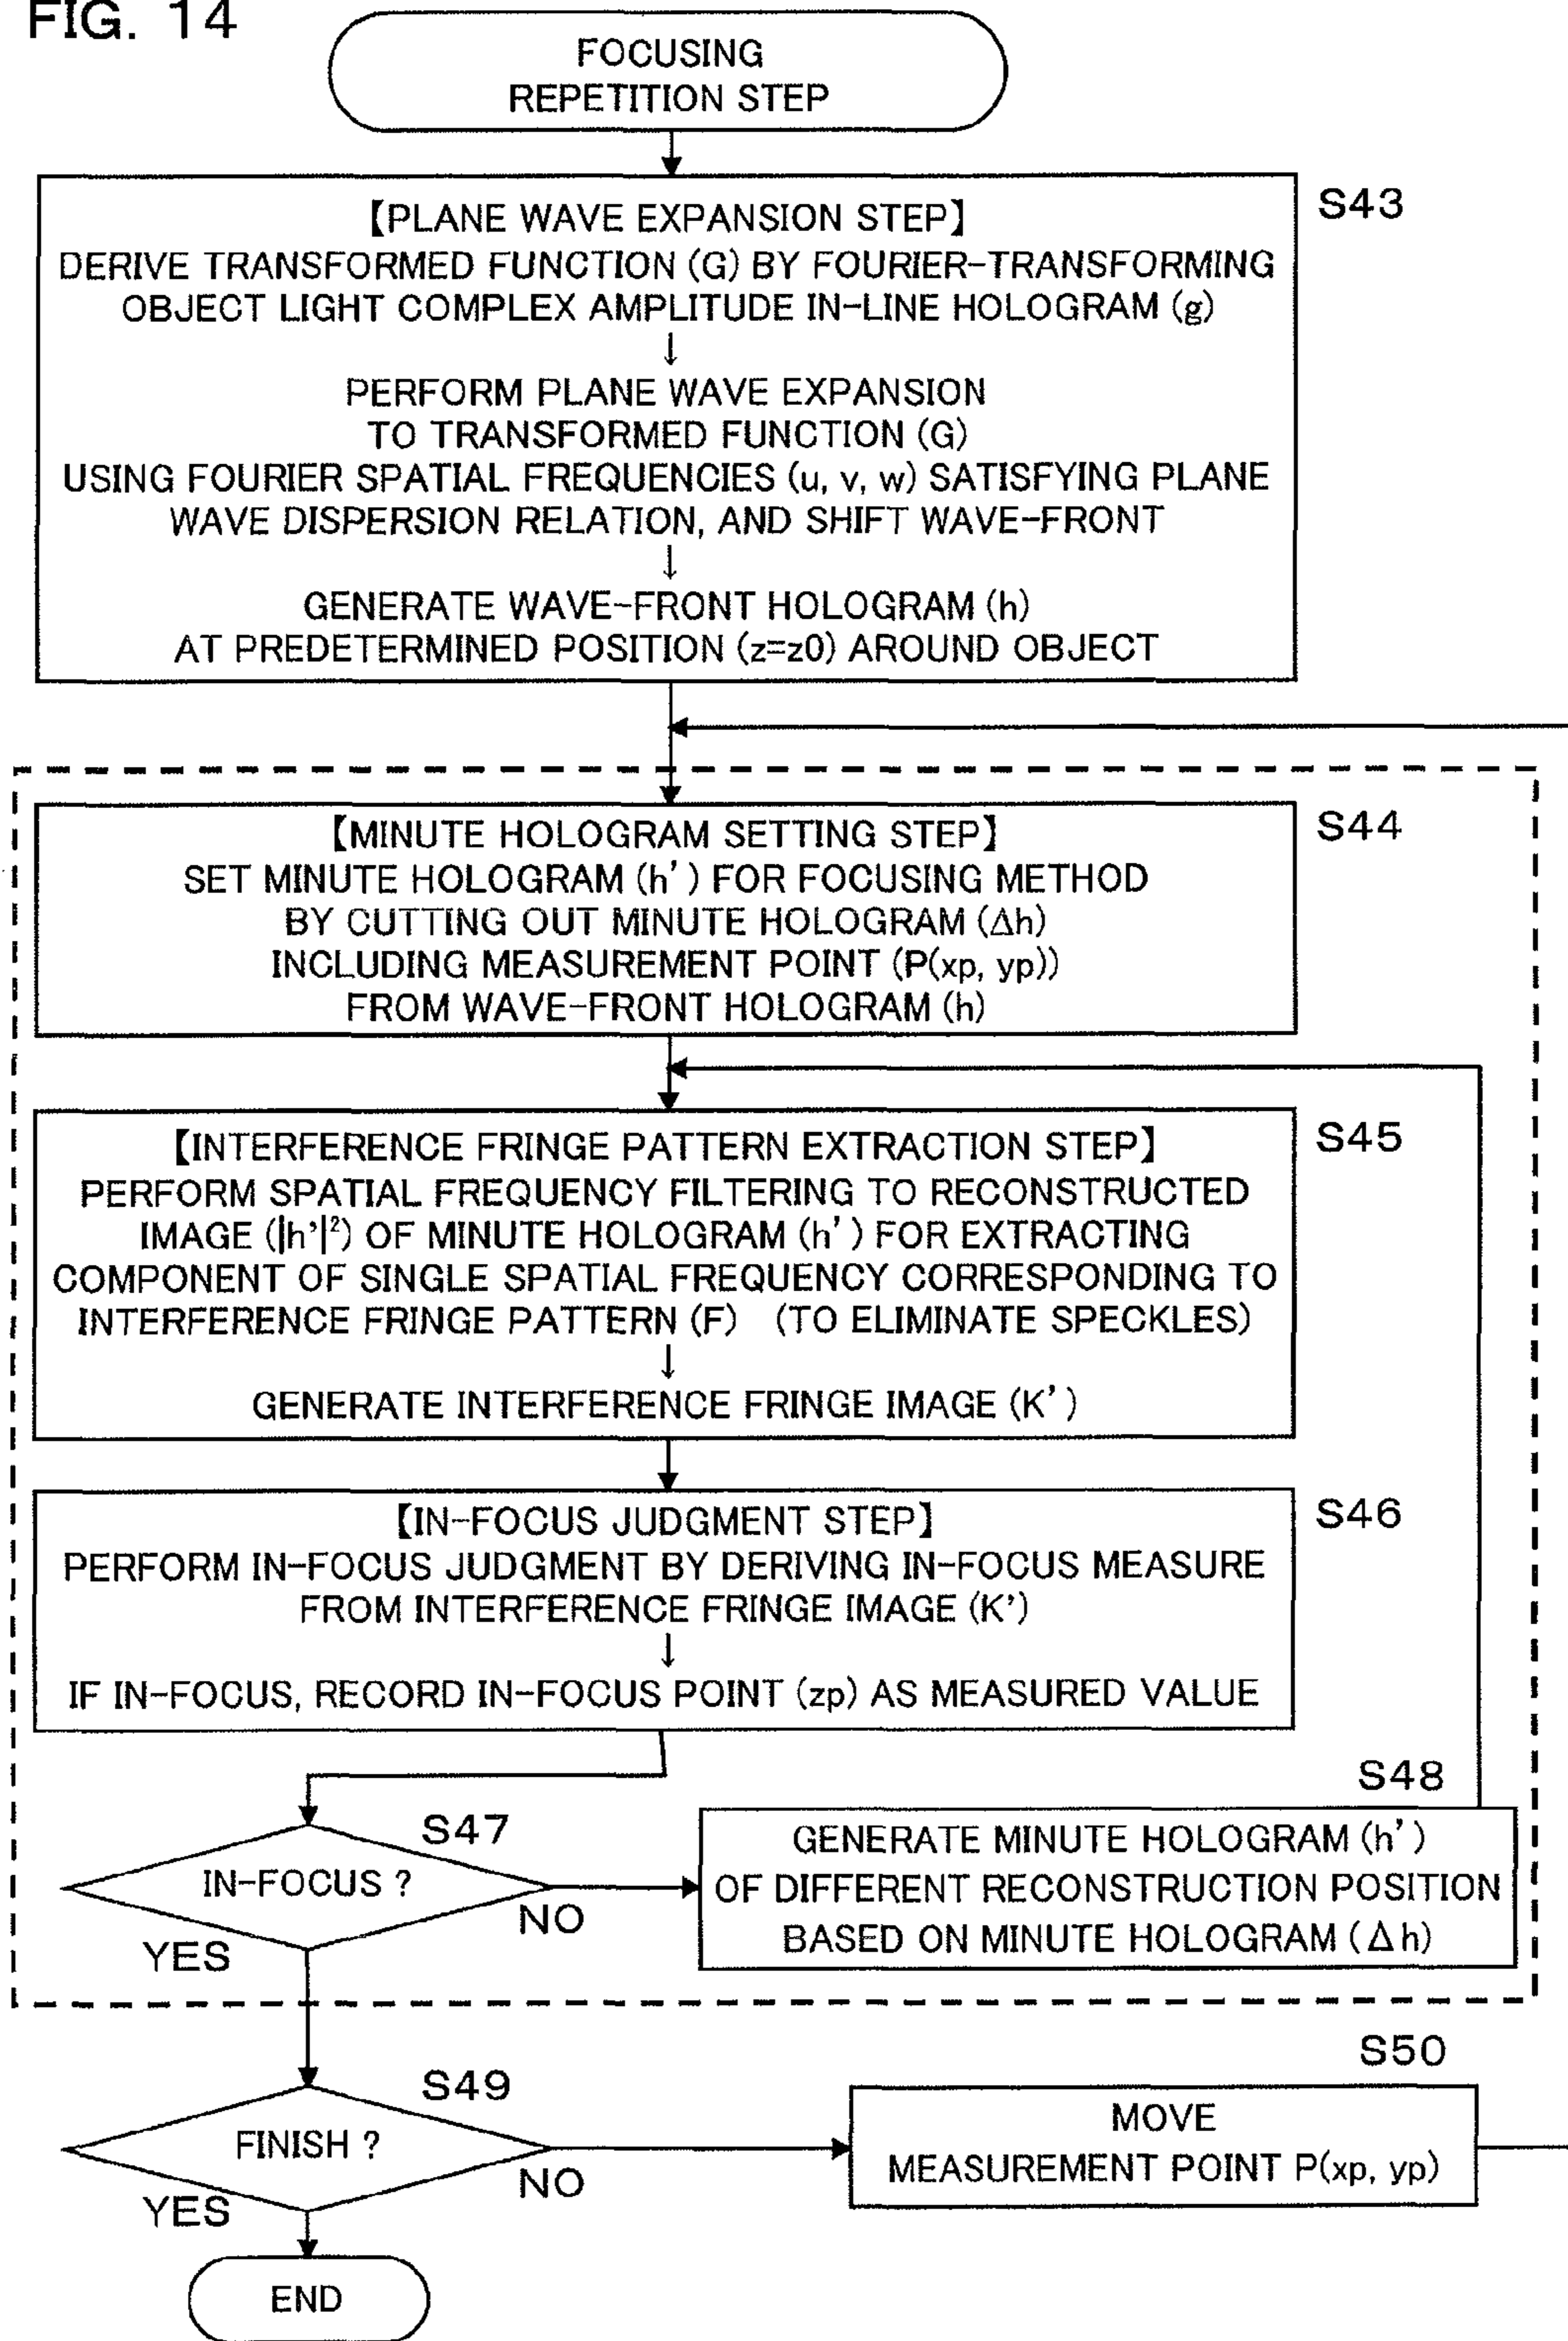 FIG. 14
FOCUSING
REPETITION STEP
S43
【PLANE WAVE EXPANSION STEP】
DERIVE TRANSFORMED FUNCTION (G) BY FOURIER-TRANSFORMING
OBJECT LIGHT COMPLEX AMPLITUDE IN-LINE HOLOGRAM (g)
↓
PERFORM PLANE WAVE EXPANSION
TO TRANSFORMED FUNCTION (G)
USING FOURIER SPATIAL FREQUENCIES (u, v, w) SATISFYING PLANE
WAVE DISPERSION RELATION, AND SHIFT WAVE-FRONT
↓
GENERATE WAVE-FRONT HOLOGRAM (h)
AT PREDETERMINED POSITION (z=z0) AROUND OBJECT
S44
【MINUTE HOLOGRAM SETTING STEP】
SET MINUTE HOLOGRAM (h') FOR FOCUSING METHOD
BY CUTTING OUT MINUTE HOLOGRAM (Δh)
INCLUDING MEASUREMENT POINT (P(xp, yp))
FROM WAVE-FRONT HOLOGRAM (h)
S45
【INTERFERENCE FRINGE PATTERN EXTRACTION STEP】
PERFORM SPATIAL FREQUENCY FILTERING TO RECONSTRUCTED
IMAGE (|h'|²) OF MINUTE HOLOGRAM (h') FOR EXTRACTING
COMPONENT OF SINGLE SPATIAL FREQUENCY CORRESPONDING TO
INTERFERENCE FRINGE PATTERN (F) (TO ELIMINATE SPECKLES)
↓
GENERATE INTERFERENCE FRINGE IMAGE (K')
S46
【IN-FOCUS JUDGMENT STEP】
PERFORM IN-FOCUS JUDGMENT BY DERIVING IN-FOCUS MEASURE
FROM INTERFERENCE FRINGE IMAGE (K')
↓
IF IN-FOCUS, RECORD IN-FOCUS POINT (zp) AS MEASURED VALUE
S47
IN-FOCUS ?
NO
YES
S48
GENERATE MINUTE HOLOGRAM (h')
OF DIFFERENT RECONSTRUCTION POSITION
BASED ON MINUTE HOLOGRAM (Δh)
S49
FINISH ?
NO
YES
S50
MOVE
MEASUREMENT POINT P(xp, yp)
END